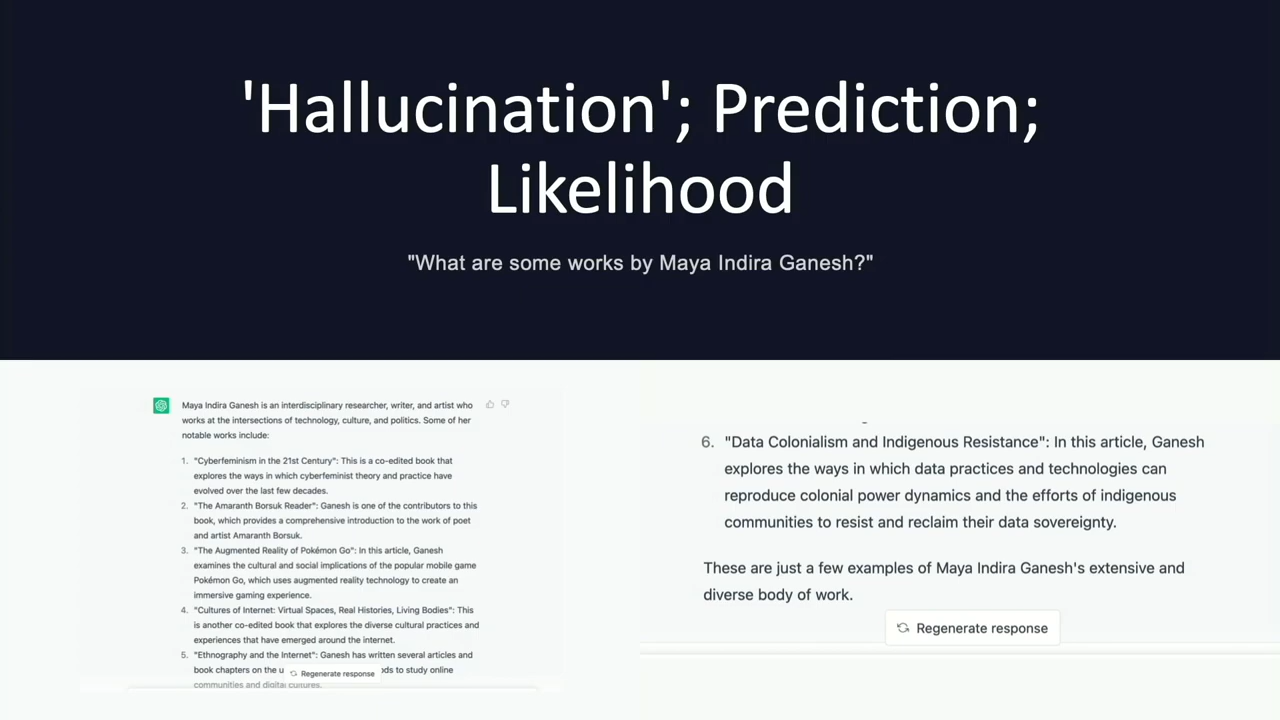 'Hallucination'; Prediction;
Likelihood
"What are some works by Maya Indira Ganesh?"
Maya Indira Ganesh is an interdisciplinary researcher, writer, and artist who
works at the intersections of technology, culture, and politics. Some of her
notable works include:
1. "Cyberfeminism in the 21st Century": This is a co-edited book that
explores the ways in which cyberfeminist theory and practice have
evolved over the last few decades.
2. "The Amaranth Borsuk Reader": Ganesh is one of the contributors to this
book, which provides a comprehensive introduction to the work of poet
and artist Amaranth Borsuk.
3. "The Augmented Reality of Pokémon Go": In this article, Ganesh
examines the cultural and social implications of the popular mobile game
Pokémon Go, which uses augmented reality technology to create an
immersive gaming experience.
4. "Cultures of Internet: Virtual Spaces, Real Histories, Living Bodies": This
is another co-edited book that explores the diverse cultural practices and
experiences that have emerged around the internet.
5. "Ethnography and the Internet": Ganesh has written several articles and
book chapters on the
Regenerate response
to study online
communities and digital cultures.
6. "Data Colonialism and Indigenous Resistance": In this article, Ganesh
explores the ways in which data practices and technologies can
reproduce colonial power dynamics and the efforts of indigenous
communities to resist and reclaim their data sovereignty.
These are just a few examples of Maya Indira Ganesh's extensive and
diverse body of work.
Regenerate response